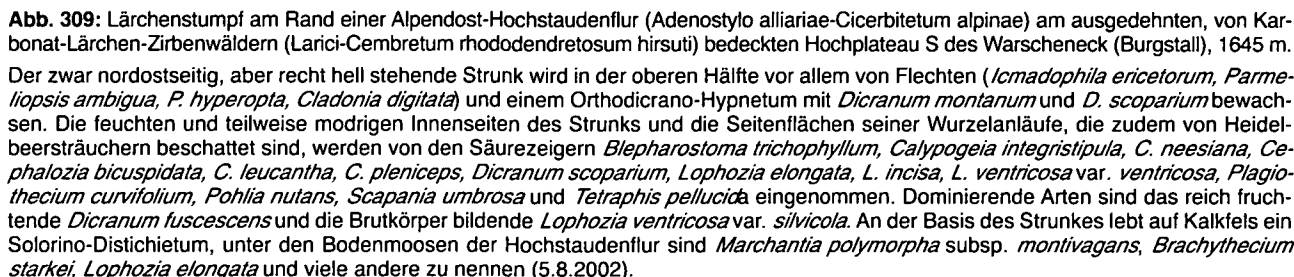 Abb. 309: Lärchenstumpf am Rand einer Alpendost-Hochstaudenflur (Adenostylo alliariae-Cicerbitetum alpinae) am ausgedehnten, von Kar-
bonat-Lärchen-Zirbenwäldern (Larici-Cembretum rhododendretosum hirsuti) bedeckten Hochplateau S des Warscheneck (Burgstall), 1645 m.
Der zwar nordostseitig, aber recht hell stehende Strunk wird in der oberen Hälfte vor allem von Flechten (Icmadophila ericetorum, Parme-
liopsis ambigua, P. hyperopta, Cladonia digitata) und einem Orthodicrano-Hypnetum mit Dicranum montanum und D. scoparium bewach-
sen. Die feuchten und teilweise modrigen Innenseiten des Strunks und die Seitenflächen seiner Wurzelanläufe, die zudem von Heidel-
beersträuchern beschattet sind, werden von den Säurezeigern Blepharostoma trichophyllum, Calypogeia integristipula, C. neesiana, Ce-
phalozia bicuspidata, C. leucantha, C. pleniceps, Dicranum scoparium, Lophozia elongata, L. incisa, L. ventricosa var. ventricosa, Plagio-
thecium curvifolium, Pohlia nutans, Scapania umbrosa und Tetraphis pellucida eingenommen. Dominierende Arten sind das reich fruch-
tende Dicranum fuscescens und die Brutkörper bildende Lophozia ventricosa var. silvicola. An der Basis des Strunkes lebt auf Kalkfels ein
Solorino-Distichietum, unter den Bodenmoosen der Hochstaudenflur sind Marchantia polymorpha subsp. montivagans, Brachythecium
starkei, Lophozia elongata und viele andere zu nennen (5.8.2002).